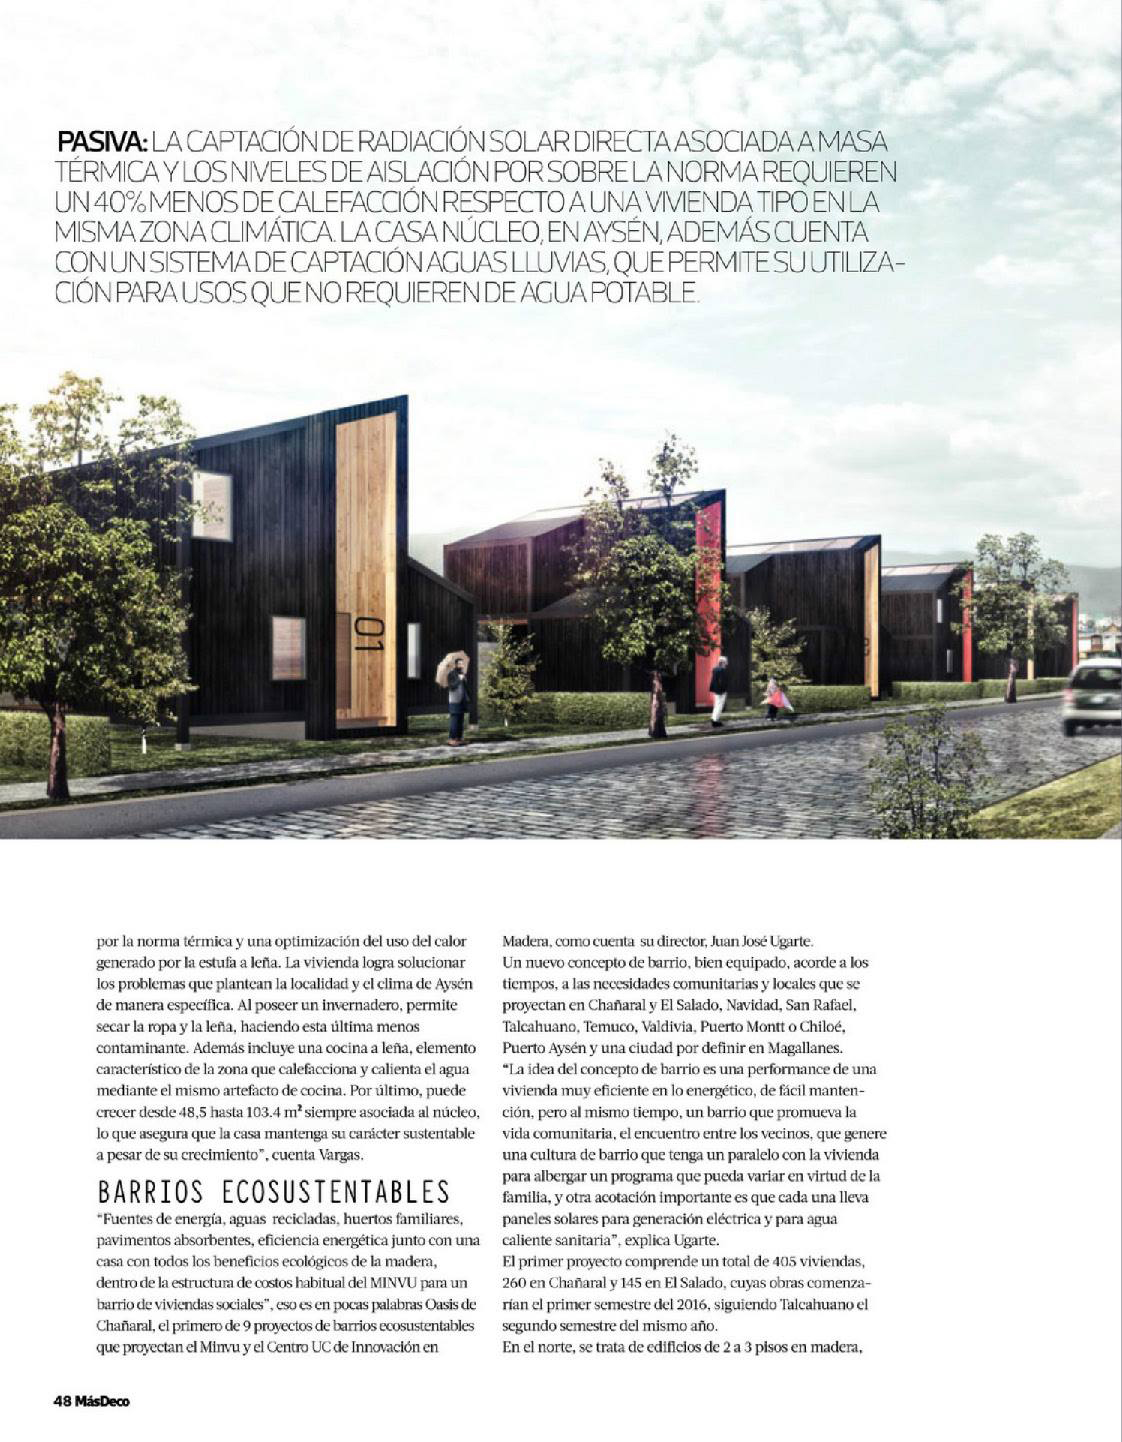 PASIVA: LA CAPTACIÓN DE RADIACIÓN SOLAR DIRECTA ASOCIADA A MASA
TÉRMICA Y LOS NIVELES DE AISLACIÓN POR SOBRE LA NORMA REQUIEREN
UN 40% MENOS DE CALEFACCIÓN RESPECTO A UNA VIVIENDA TIPO EN LA
MISMA ZONA CLIMÁTICA. LA CASA NÚCLEO, EN AYSÉN, ADEMÁS CUENTA
CON UN SISTEMA DE CAPTACIÓN AGUAS LLUVIAS, QUE PERMITE SU UTILIZA-
CIÓN PARA USOS QUE NO REQUIEREN DE AGUA POTABLE.
01
por la norma térmica y una optimización del uso del calor
generado por la estufa a leña. La vivienda logra solucionar
los problemas que plantean la localidad y el clima de Aysén
de manera específica. Al poseer un invernadero, permite
secar la ropa y la leña, haciendo esta última menos
contaminante. Además incluye una cocina a leña, elemento
característico de la zona que calefacciona y calienta el agua
mediante el mismo artefacto de cocina. Por último, puede
crecer desde 48,5 hasta 103.4 m² siempre asociada al núcleo,
lo que asegura que la casa mantenga su carácter sustentable
a pesar de su crecimiento”, cuenta Vargas.
BARRIOS ECOSUSTENTABLES
“Fuentes de energía, aguas recicladas, huertos familiares,
pavimentos absorbentes, eficiencia energética junto con una
casa con todos los beneficios ecológicos de la madera,
dentro de la estructura de costos habitual del MINVU para un
barrio de viviendas sociales”, eso es en pocas palabras Oasis de
Chañaral, el primero de 9 proyectos de barrios ecosustentables
que proyectan el Minvu y el Centro UC de Innovación en
Madera, como cuenta su director, Juan José Ugarte.
Un nuevo concepto de barrio, bien equipado, acorde a los
tiempos, a las necesidades comunitarias y locales que se
proyectan en Chañaral y El Salado, Navidad, San Rafael,
Talcahuano, Temuco, Valdivia, Puerto Montt o Chiloé,
Puerto Aysén y una ciudad por definir en Magallanes.
“La idea del concepto de barrio es una performance de una
vivienda muy eficiente en lo energético, de fácil manten-
ción, pero al mismo tiempo, un barrio que promueva la
vida comunitaria, el encuentro entre los vecinos, que genere
una cultura de barrio que tenga un paralelo con la vivienda
para albergar un programa que pueda variar en virtud de la
familia, y otra acotación importante es que cada una lleva
paneles solares para generación eléctrica y para agua
caliente sanitaria”, explica Ugarte.
El primer proyecto comprende un total de 405 viviendas,
260 en Chañaral y 145 en El Salado, cuyas obras comenza-
rían el primer semestre del 2016, siguiendo Talcahuano el
segundo semestre del mismo año.
En el norte, se trata de edificios de 2 a 3 pisos en madera,
48 MásDeco